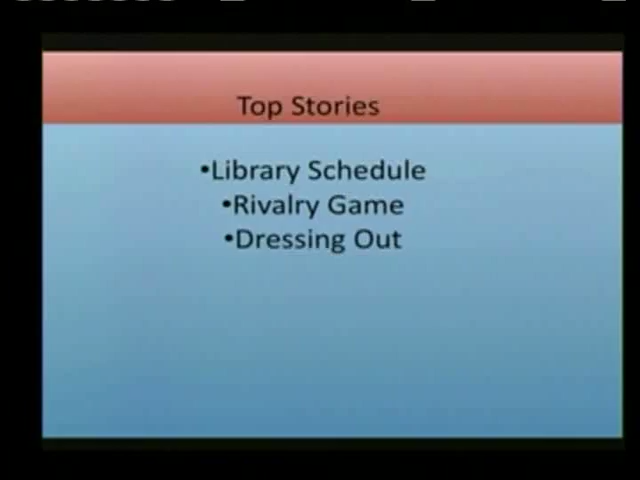 Top Stories
•Library Schedule
•Rivalry Game
•Dressing Out